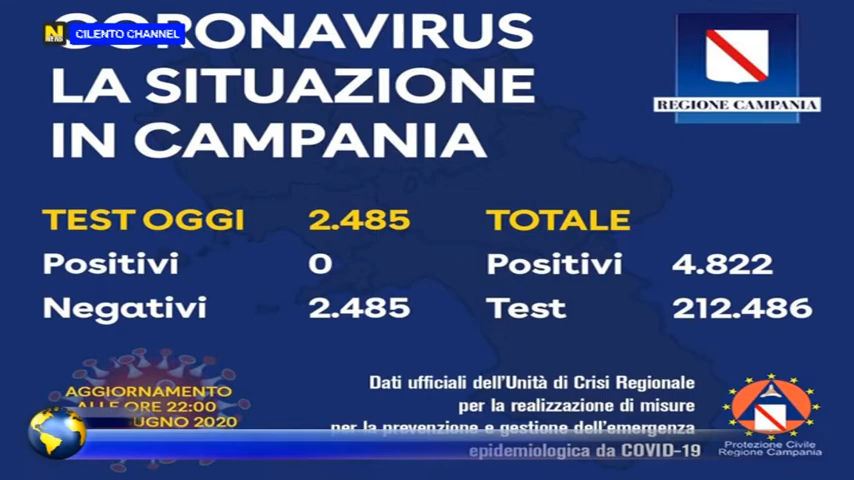 CILENTO CHANNEL
CORONAVIRUS
LA SITUAZIONE
IN CAMPANIA
REGIONE CAMPANIA
TEST OGGI 2.485
Positivi 0
Negativi 2.485
TOTALE
Positivi 4.822
Test 212.486
AGGIORNAMENTO
ALLE ORE 22:00
GIUGNO 2020
Dati ufficiali dell'Unità di Crisi Regionale
per la realizzazione di misure
per la prevenzione e gestione dell'emergenza
epidemiologica da COVID-19
Protezione Civile
Regione Campania